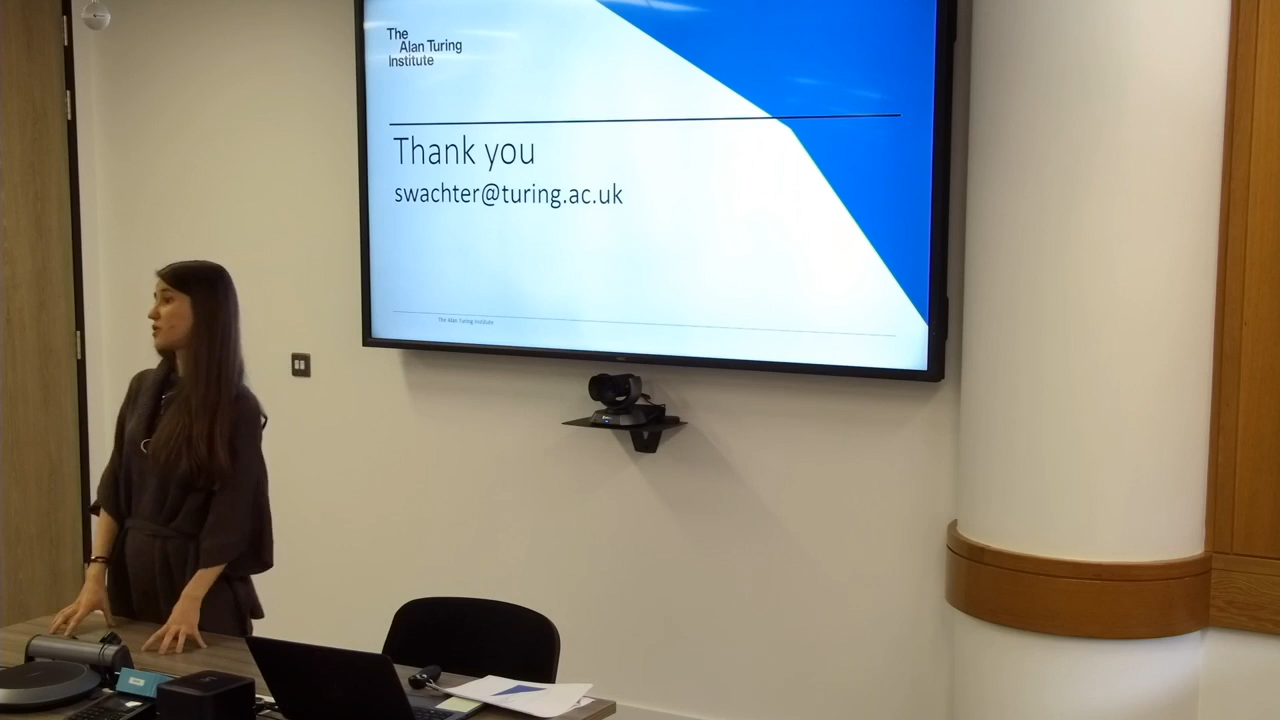 The
Alan Turing
Institute
Thank you
swachter@turing.ac.uk
The Alan Turing Institute